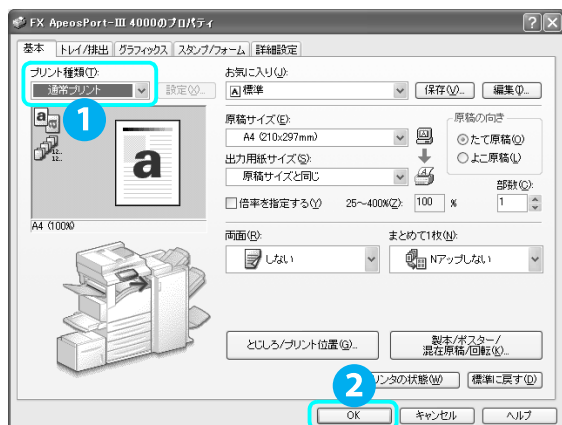 FX ApeosPort-III 4000のプロパティ
基本 トレイ/排出 グラフィックス スタンプ/フォーム 詳細設定
プリント種類(T):
通常プリント 設定(X)...
1
a
12..
12..
a
A4 (100%)
お気に入り(J):
A 標準 保存(V)... 編集(I)...
原稿サイズ(E):
A4 (210x297mm)
出力用紙サイズ(S):
原稿サイズと同じ
原稿の向き
たて原稿(O)
よこ原稿(L)
倍率を指定する(Y) 25～400%(Z): 100 %
部数(C):
1
両面(R): まとめて1枚(N):
しない Nアップしない
とじしろ/プリント位置(G)... 製本/ポスター/
混在原稿/回転(K)...
2
ンタの状態(W) 標準に戻す(D)
OK キャンセル ヘルプ